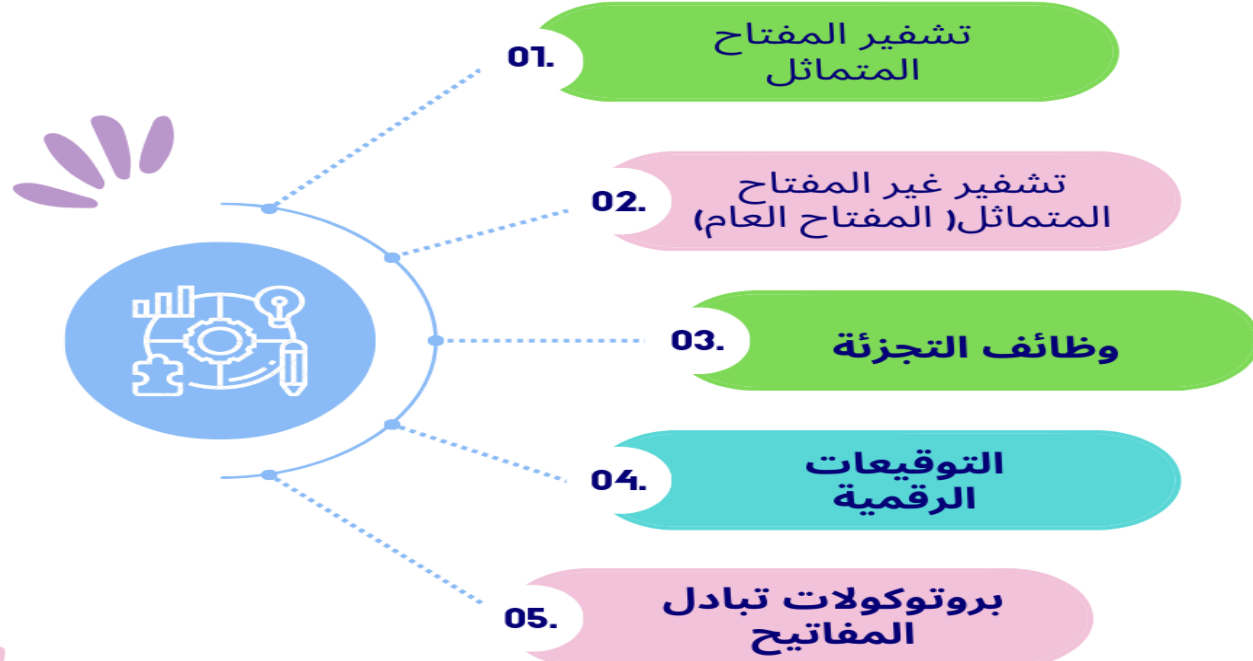 01.
تشفير المفتاح
المتماثل
02.
تشفير غير المفتاح
المتماثل( المفتاح العام)
03.
وظائف التجزئة
04.
التوقيعات
الرقمية
05.
بروتوكولات تبادل
المفاتيح